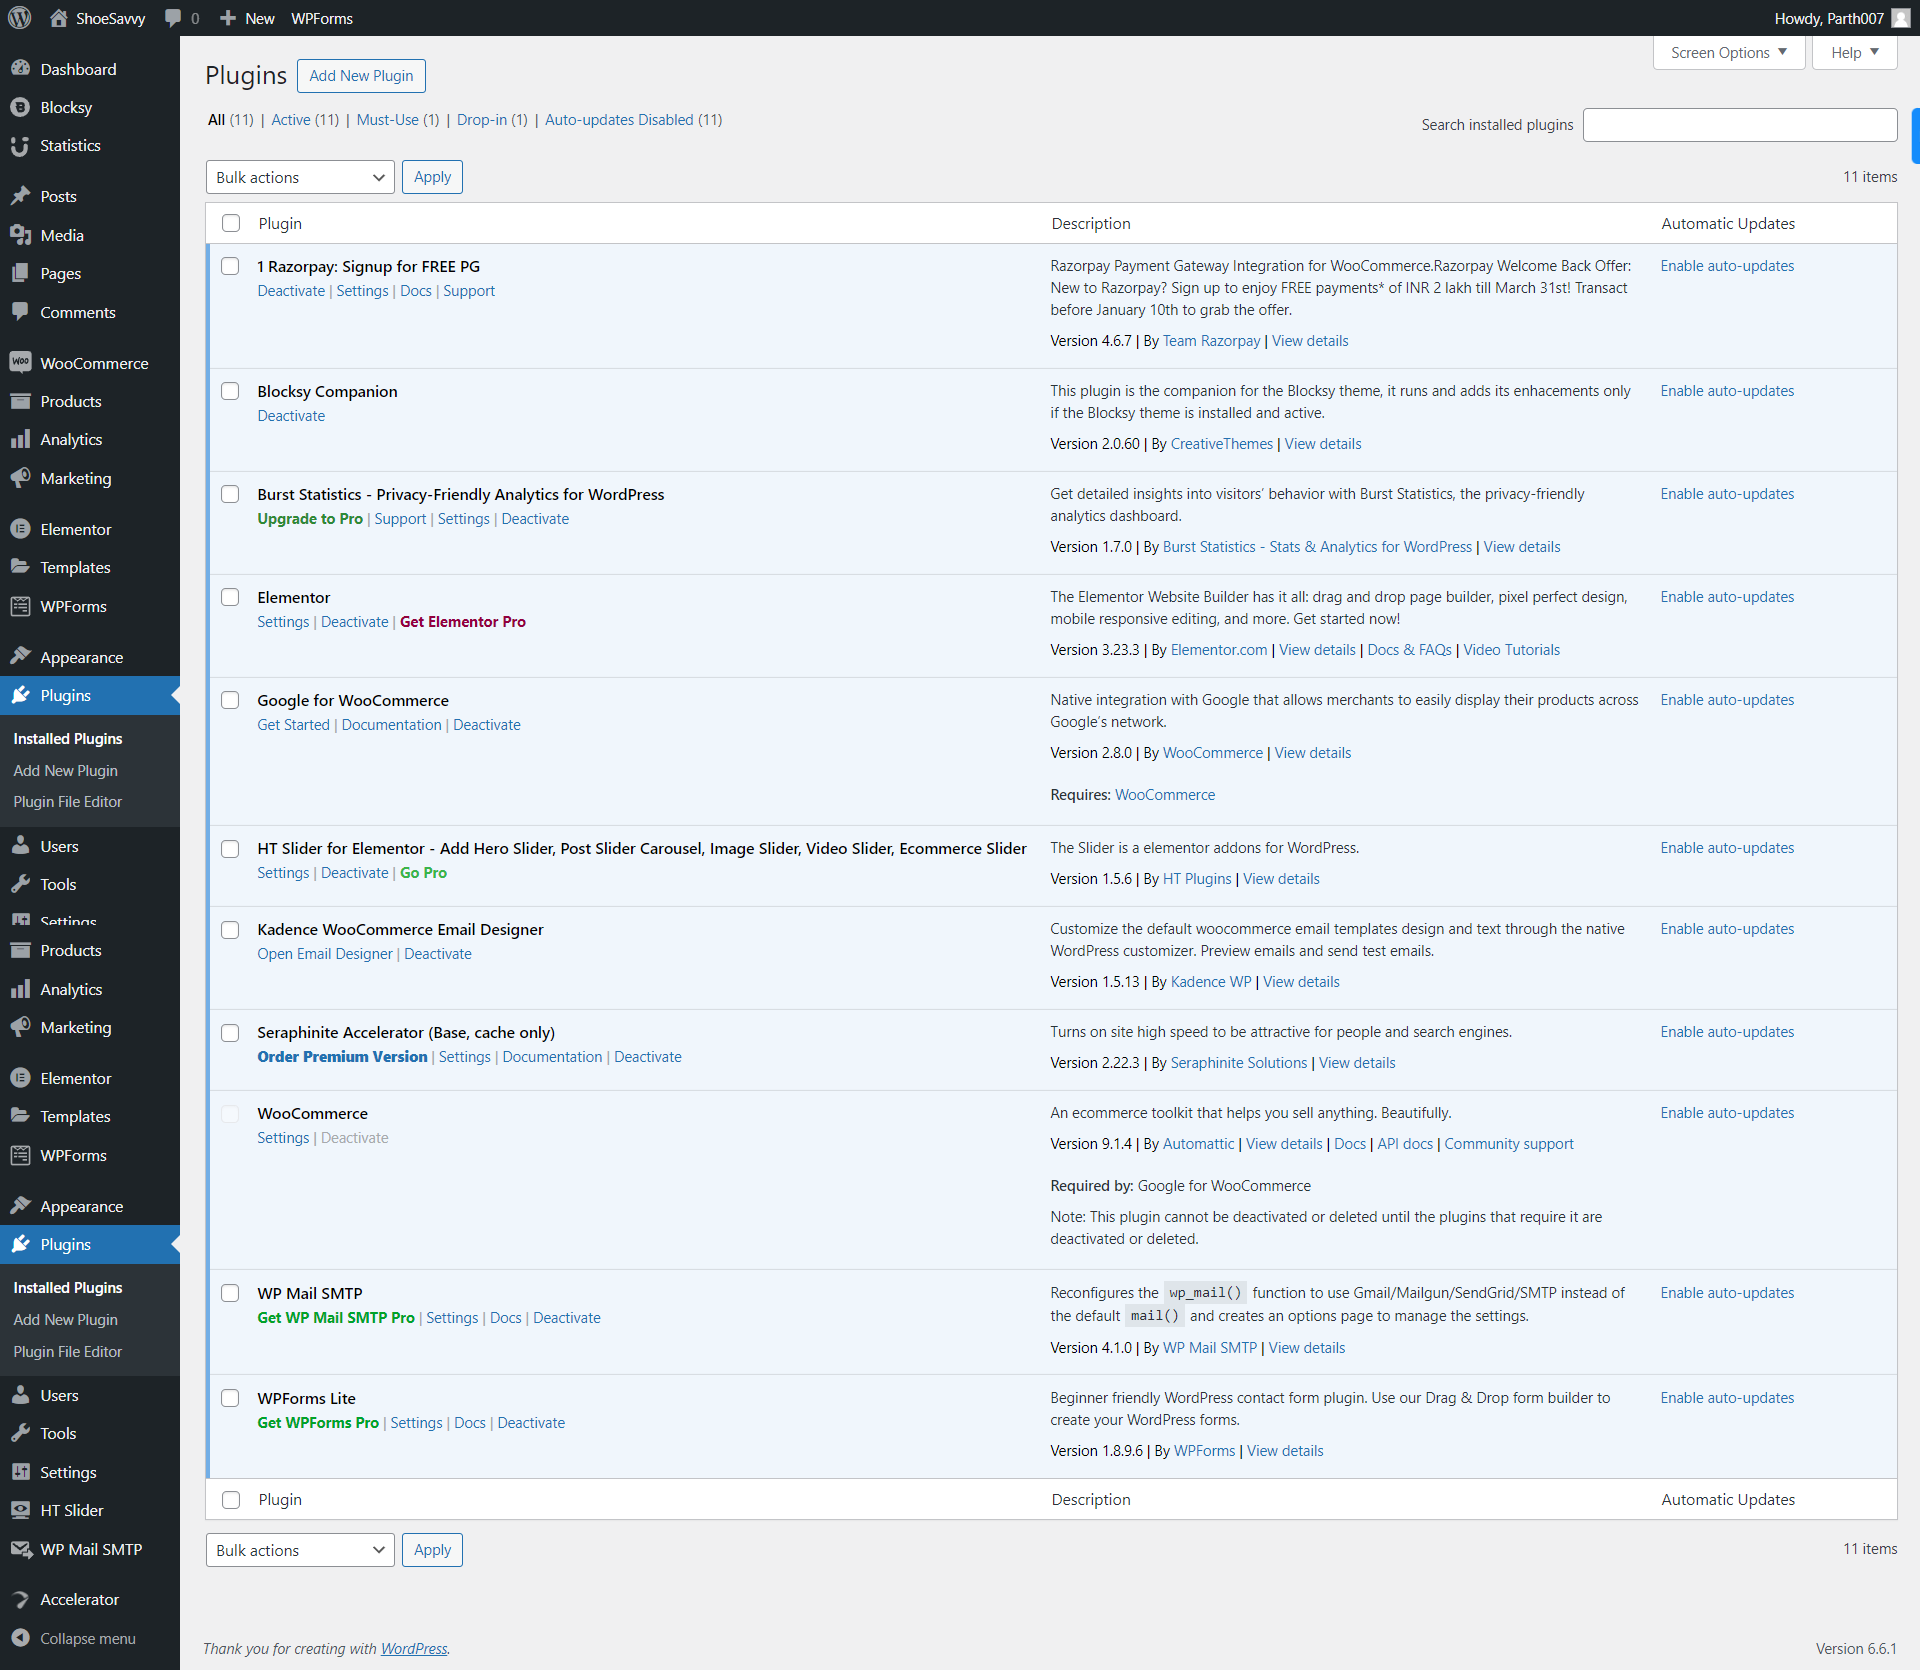 ShoeSavvy 0 New WPForms Howdy, Parth007
Dashboard
Blocksy
Statistics
Posts
Media
Pages
Comments
WooCommerce
Products
Analytics
Marketing
Elementor
Templates
WPForms
Appearance
Plugins
Installed Plugins
Add New Plugin
Plugin File Editor
Users
Tools
Settings
Products
Analytics
Marketing
Elementor
Templates
WPForms
Appearance
Plugins
Installed Plugins
Add New Plugin
Plugin File Editor
Users
Tools
Settings
HT Slider
WP Mail SMTP
Accelerator
Collapse menu
Screen Options Help
Plugins Add New Plugin
All (11) | Active (11) | Must-Use (1) | Drop-in (1) | Auto-updates Disabled (11)
Search installed plugins
Bulk actions Apply 11 items
Plugin Description Automatic Updates
1 Razorpay: Signup for FREE PG
Deactivate | Settings | Docs | Support
Razorpay Payment Gateway Integration for WooCommerce.Razorpay Welcome Back Offer:
New to Razorpay? Sign up to enjoy FREE payments* of INR 2 lakh till March 31st! Transact
before January 10th to grab the offer.
Version 4.6.7 | By Team Razorpay | View details
Enable auto-updates
Blocksy Companion
Deactivate
This plugin is the companion for the Blocksy theme, it runs and adds its enhacements only
if the Blocksy theme is installed and active.
Version 2.0.60 | By CreativeThemes | View details
Enable auto-updates
Burst Statistics - Privacy-Friendly Analytics for WordPress
Upgrade to Pro | Support | Settings | Deactivate
Get detailed insights into visitors’ behavior with Burst Statistics, the privacy-friendly
analytics dashboard.
Version 1.7.0 | By Burst Statistics - Stats & Analytics for WordPress | View details
Enable auto-updates
Elementor
Settings | Deactivate | Get Elementor Pro
The Elementor Website Builder has it all: drag and drop page builder, pixel perfect design,
mobile responsive editing, and more. Get started now!
Version 3.23.3 | By Elementor.com | View details | Docs & FAQs | Video Tutorials
Enable auto-updates
Google for WooCommerce
Get Started | Documentation | Deactivate
Native integration with Google that allows merchants to easily display their products across
Google’s network.
Version 2.8.0 | By WooCommerce | View details
Requires: WooCommerce
Enable auto-updates
HT Slider for Elementor - Add Hero Slider, Post Slider Carousel, Image Slider, Video Slider, Ecommerce Slider
Settings | Deactivate | Go Pro
The Slider is a elementor addons for WordPress.
Version 1.5.6 | By HT Plugins | View details
Enable auto-updates
Kadence WooCommerce Email Designer
Open Email Designer | Deactivate
Customize the default woocommerce email templates design and text through the native
WordPress customizer. Preview emails and send test emails.
Version 1.5.13 | By Kadence WP | View details
Enable auto-updates
Seraphinite Accelerator (Base, cache only)
Order Premium Version | Settings | Documentation | Deactivate
Turns on site high speed to be attractive for people and search engines.
Version 2.22.3 | By Seraphinite Solutions | View details
Enable auto-updates
WooCommerce
Settings | Deactivate
An ecommerce toolkit that helps you sell anything. Beautifully.
Version 9.1.4 | By Automattic | View details | Docs | API docs | Community support
Required by: Google for WooCommerce
Note: This plugin cannot be deactivated or deleted until the plugins that require it are
deactivated or deleted.
Enable auto-updates
WP Mail SMTP
Get WP Mail SMTP Pro | Settings | Docs | Deactivate
Reconfigures the wp_mail() function to use Gmail/Mailgun/SendGrid/SMTP instead of
the default mail() and creates an options page to manage the settings.
Version 4.1.0 | By WP Mail SMTP | View details
Enable auto-updates
WPForms Lite
Get WPForms Pro | Settings | Docs | Deactivate
Beginner friendly WordPress contact form plugin. Use our Drag & Drop form builder to
create your WordPress forms.
Version 1.8.9.6 | By WPForms | View details
Enable auto-updates
Plugin Description Automatic Updates
Bulk actions Apply 11 items
Thank you for creating with WordPress. Version 6.6.1